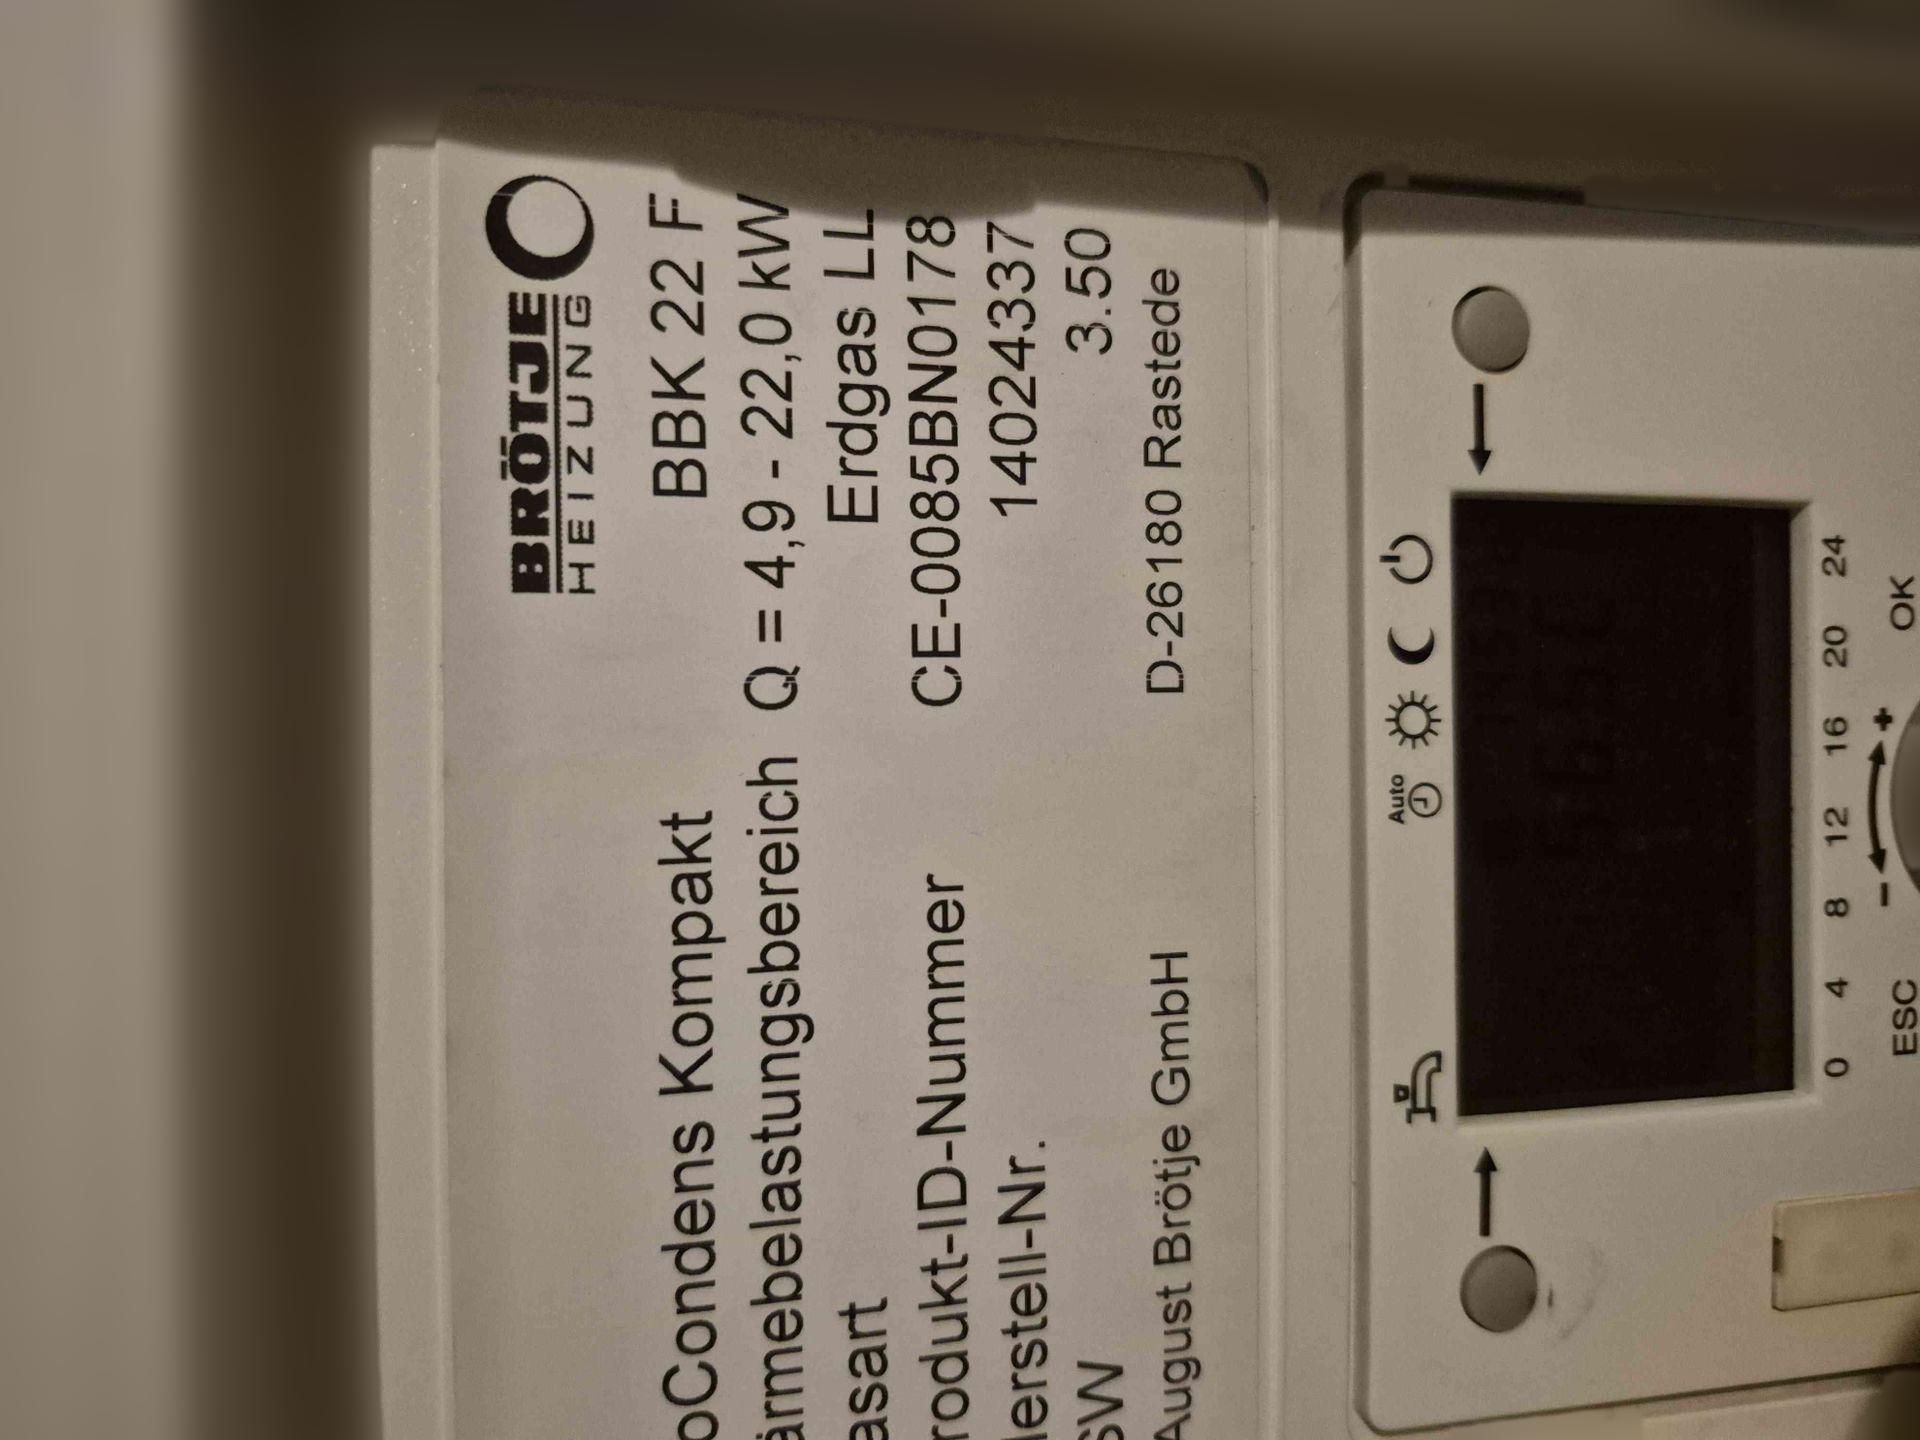 BRÖTJE
HEIZUNG
oCondens Kompakt BBK 22 F
ärmebelastungsbereich Q = 4,9 - 22,0 kW
asart Erdgas LL
rodukt-ID-Nummer CE-0085BN0178
erstell-Nr. 14024337
SW 3.50
August Brötje GmbH D-26180 Rastede
Auto
0 4 8 12 16 20 24
ESC - + OK